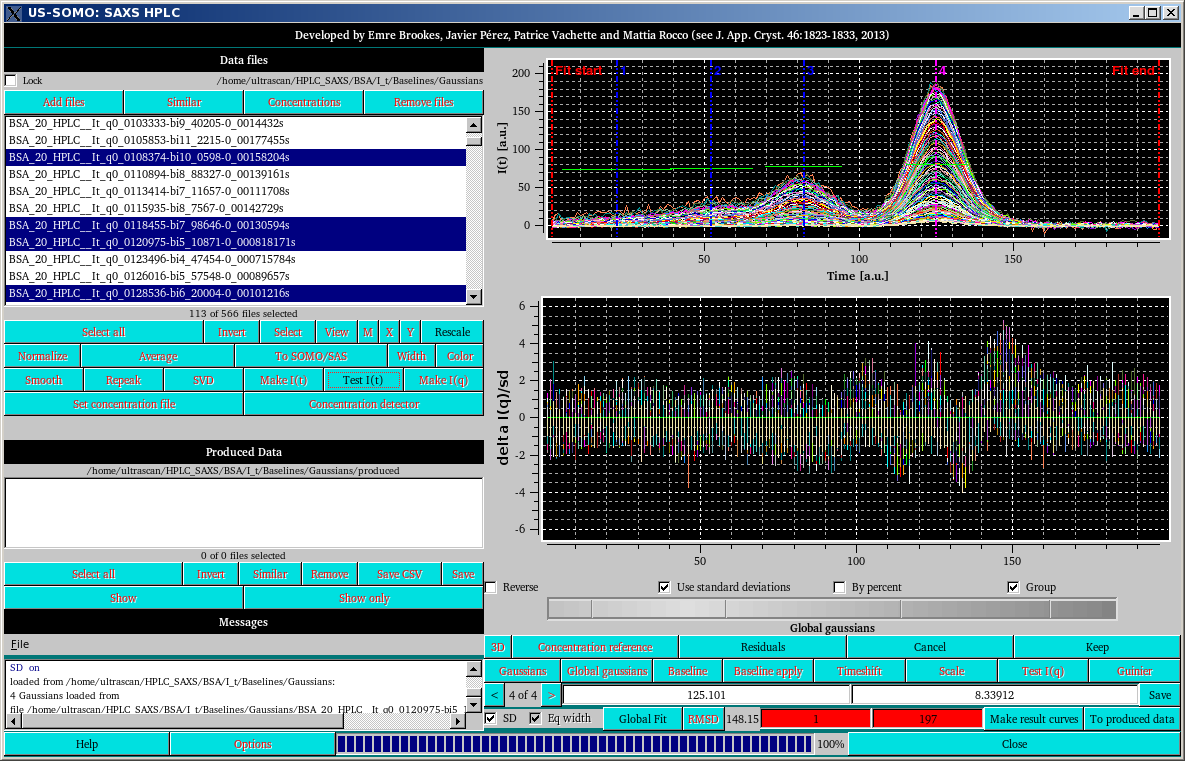 US-SOMO: SAXS HPLC
Developed by Emre Brookes, Javier Pérez, Patrice Vachette and Mattia Rocco (see J. App. Cryst. 46:1823-1833, 2013)
Data files
Lock /home/ultrascan/HPLC_SAXS/BSA/I_t/Baselines/Gaussians
Add files Similar Concentrations Remove files
BSA_20_HPLC__It_q0_0103333-bi9_40205-0_0014432s
BSA_20_HPLC__It_q0_0105853-bi11_2215-0_00177455s
BSA_20_HPLC__It_q0_0108374-bi10_0598-0_00158204s
BSA_20_HPLC__It_q0_0110894-bi8_88327-0_00139161s
BSA_20_HPLC__It_q0_0113414-bi7_11657-0_00111708s
BSA_20_HPLC__It_q0_0115935-bi8_7567-0_00142729s
BSA_20_HPLC__It_q0_0118455-bi7_98646-0_00130594s
BSA_20_HPLC__It_q0_0120975-bi5_10871-0_000818171s
BSA_20_HPLC__It_q0_0123496-bi4_47454-0_000715784s
BSA_20_HPLC__It_q0_0126016-bi5_57548-0_00089657s
BSA_20_HPLC__It_q0_0128536-bi6_20004-0_00101216s
113 of 566 files selected
Select all Invert Select View M X Y Rescale
Normalize Average To SOMO/SAS Width Color
Smooth Repeak SVD Make I(t) Test I(t) Make I(q)
Set concentration file Concentration detector
Produced Data
/home/ultrascan/HPLC_SAXS/BSA/I_t/Baselines/Gaussians/produced
0 of 0 files selected
Select all Invert Similar Remove Save CSV Save
Show Show only
Messages
File
SD on
loaded from /home/ultrascan/HPLC_SAXS/BSA/I_t/Baselines/Gaussians:
4 Gaussians loaded from
file /home/ultrascan/HPLC_SAXS/BSA/I_t/Baselines/Gaussians/BSA_20_HPLC__It_q0_0120975-bi5_
Help Options 100% Close
Fit start 1 2 3 4 Fit end
I(t) [a.u.]
200
150
100
50
0
50 100 150
Time [a.u.]
delta I(q)/sd
6
4
2
0
-2
-4
-6
50 100 150
Reverse Use standard deviations By percent Group
Global gaussians
3D Concentration reference Residuals Cancel Keep
Gaussians Global gaussians Baseline Baseline apply Timeshift Scale Test I(q) Guinier
< 4 of 4 > 125.101 8.33912 Save
SD Eq width Global Fit RMSD 148.15 1 197 Make result curves To produced data